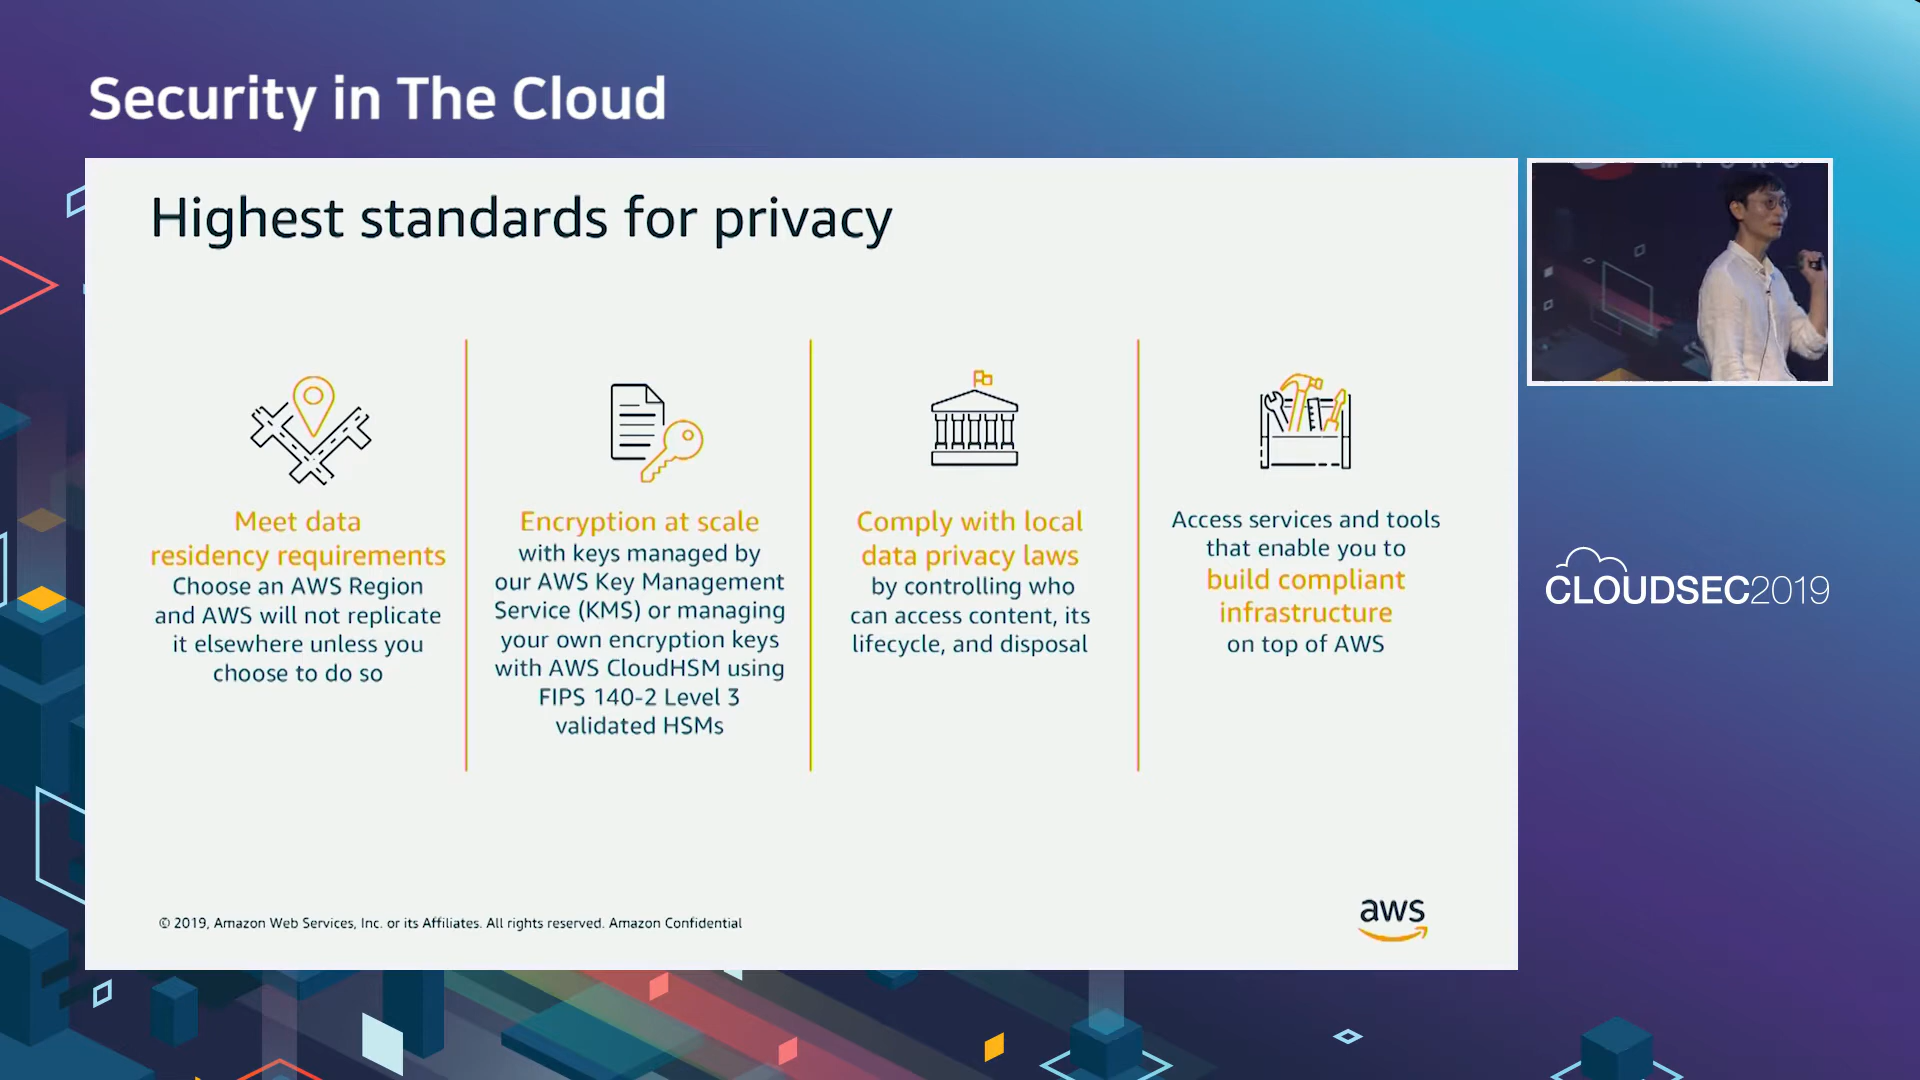 Security in The Cloud
Highest standards for privacy
Meet data
residency requirements
Choose an AWS Region
and AWS will not replicate
it elsewhere unless you
choose to do so
Encryption at scale
with keys managed by
our AWS Key Management
Service (KMS) or managing
your own encryption keys
with AWS CloudHSM using
FIPS 140-2 Level 3
validated HSMs
Comply with local
data privacy laws
by controlling who
can access content, its
lifecycle, and disposal
Access services and tools
that enable you to
build compliant
infrastructure
on top of AWS
© 2019, Amazon Web Services, Inc. or its Affiliates. All rights reserved. Amazon Confidential
aws
CLOUDSEC2019